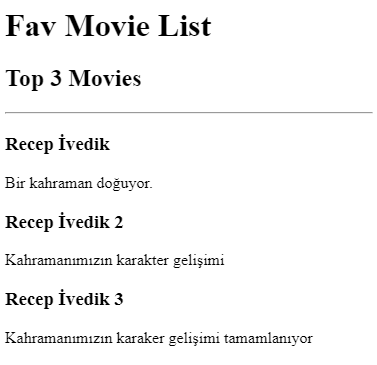 Fav Movie List
Top 3 Movies
Recep İvedik
Bir kahraman doğuyor.
Recep İvedik 2
Kahramanımızın karakter gelişimi
Recep İvedik 3
Kahramanımızın karaker gelişimi tamamlanıyor